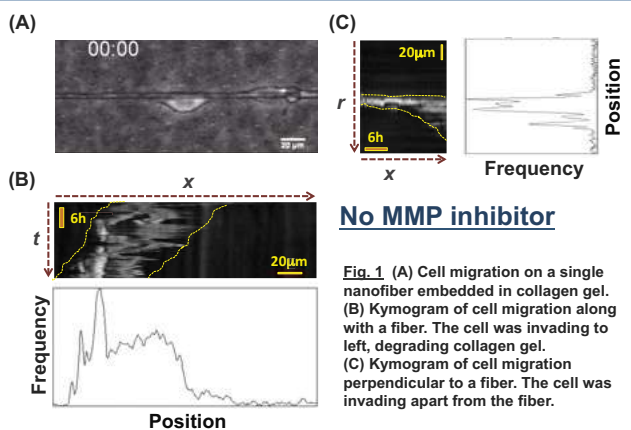 (A)
00:00
20 µm
(B)
x
t
6h
20µm
Frequency
Position
(C)
20µm
r
6h
x
Position
Frequency
No MMP inhibitor
Fig. 1 (A) Cell migration on a single
nanofiber embedded in collagen gel.
(B) Kymogram of cell migration along
with a fiber. The cell was invading to
left, degrading collagen gel.
(C) Kymogram of cell migration
perpendicular to a fiber. The cell was
invading apart from the fiber.